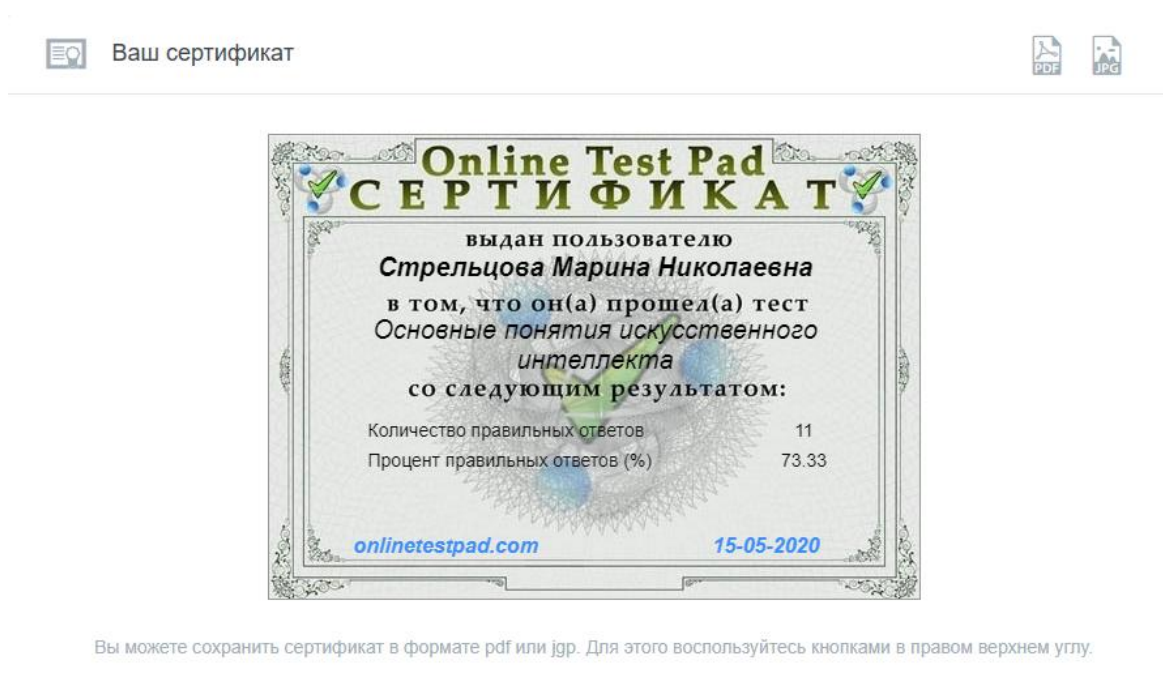 Ваш сертификат
PDF
JPG
Online Test Pad
СЕРТИФИКАТ
выдан пользователю
Стрельцова Марина Николаевна
в том, что он(а) прошел(а) тест
Основные понятия искусственного
интеллекта
со следующим результатом:
Количество правильных ответов 11
Процент правильных ответов (%) 73.33
onlinetestpad.com 15-05-2020
Вы можете сохранить сертификат в формате pdf или jgp. Для этого воспользуйтесь кнопками в правом верхнем углу.